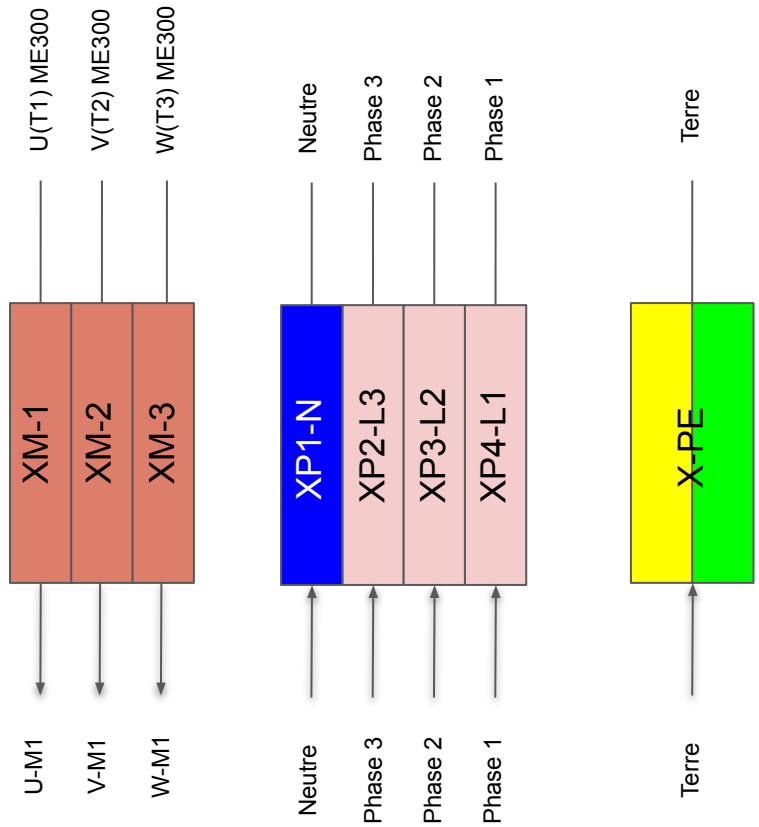 U(T1) ME300
V(T2) ME300
W(T3) ME300
Neutre
Phase 3
Phase 2
Phase 1
Terre
XM-1
XM-2
XM-3
XP1-N
XP2-L3
XP3-L2
XP4-L1
X-PE
U-M1
V-M1
W-M1
Neutre
Phase 3
Phase 2
Phase 1
Terre